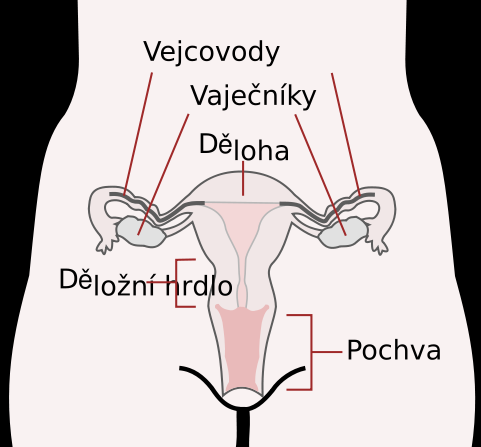 Vejcovody
Vaječníky
Děloha
Děložní hrdlo
Pochva